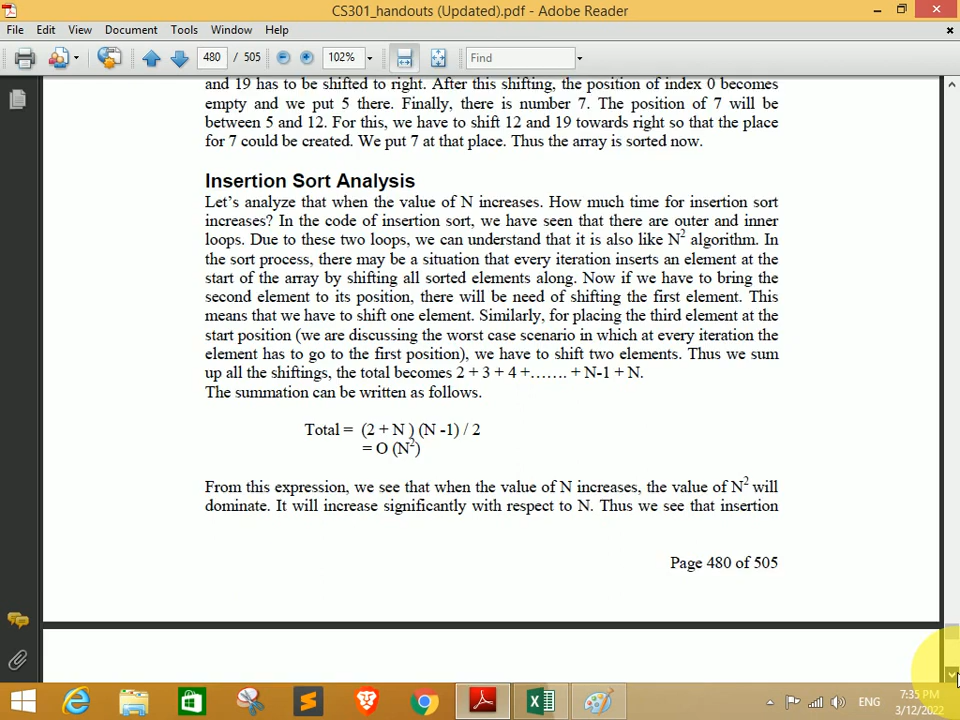 CS301_handouts (Updated).pdf - Adobe Reader
File Edit View Document Tools Window Help
480 / 505 102% Find
and 19 has to be shifted to right. After this shifting, the position of index 0 becomes
empty and we put 5 there. Finally, there is number 7. The position of 7 will be
between 5 and 12. For this, we have to shift 12 and 19 towards right so that the place
for 7 could be created. We put 7 at that place. Thus the array is sorted now.
Insertion Sort Analysis
Let’s analyze that when the value of N increases. How much time for insertion sort
increases? In the code of insertion sort, we have seen that there are outer and inner
loops. Due to these two loops, we can understand that it is also like N² algorithm. In
the sort process, there may be a situation that every iteration inserts an element at the
start of the array by shifting all sorted elements along. Now if we have to bring the
second element to its position, there will be need of shifting the first element. This
means that we have to shift one element. Similarly, for placing the third element at the
start position (we are discussing the worst case scenario in which at every iteration the
element has to go to the first position), we have to shift two elements. Thus we sum
up all the shiftings, the total becomes 2 + 3 + 4 +……. + N-1 + N.
The summation can be written as follows.
Total = (2 + N ) (N -1) / 2
= O (N²)
From this expression, we see that when the value of N increases, the value of N² will
dominate. It will increase significantly with respect to N. Thus we see that insertion
Page 480 of 505
ENG
7:35 PM
3/12/2022